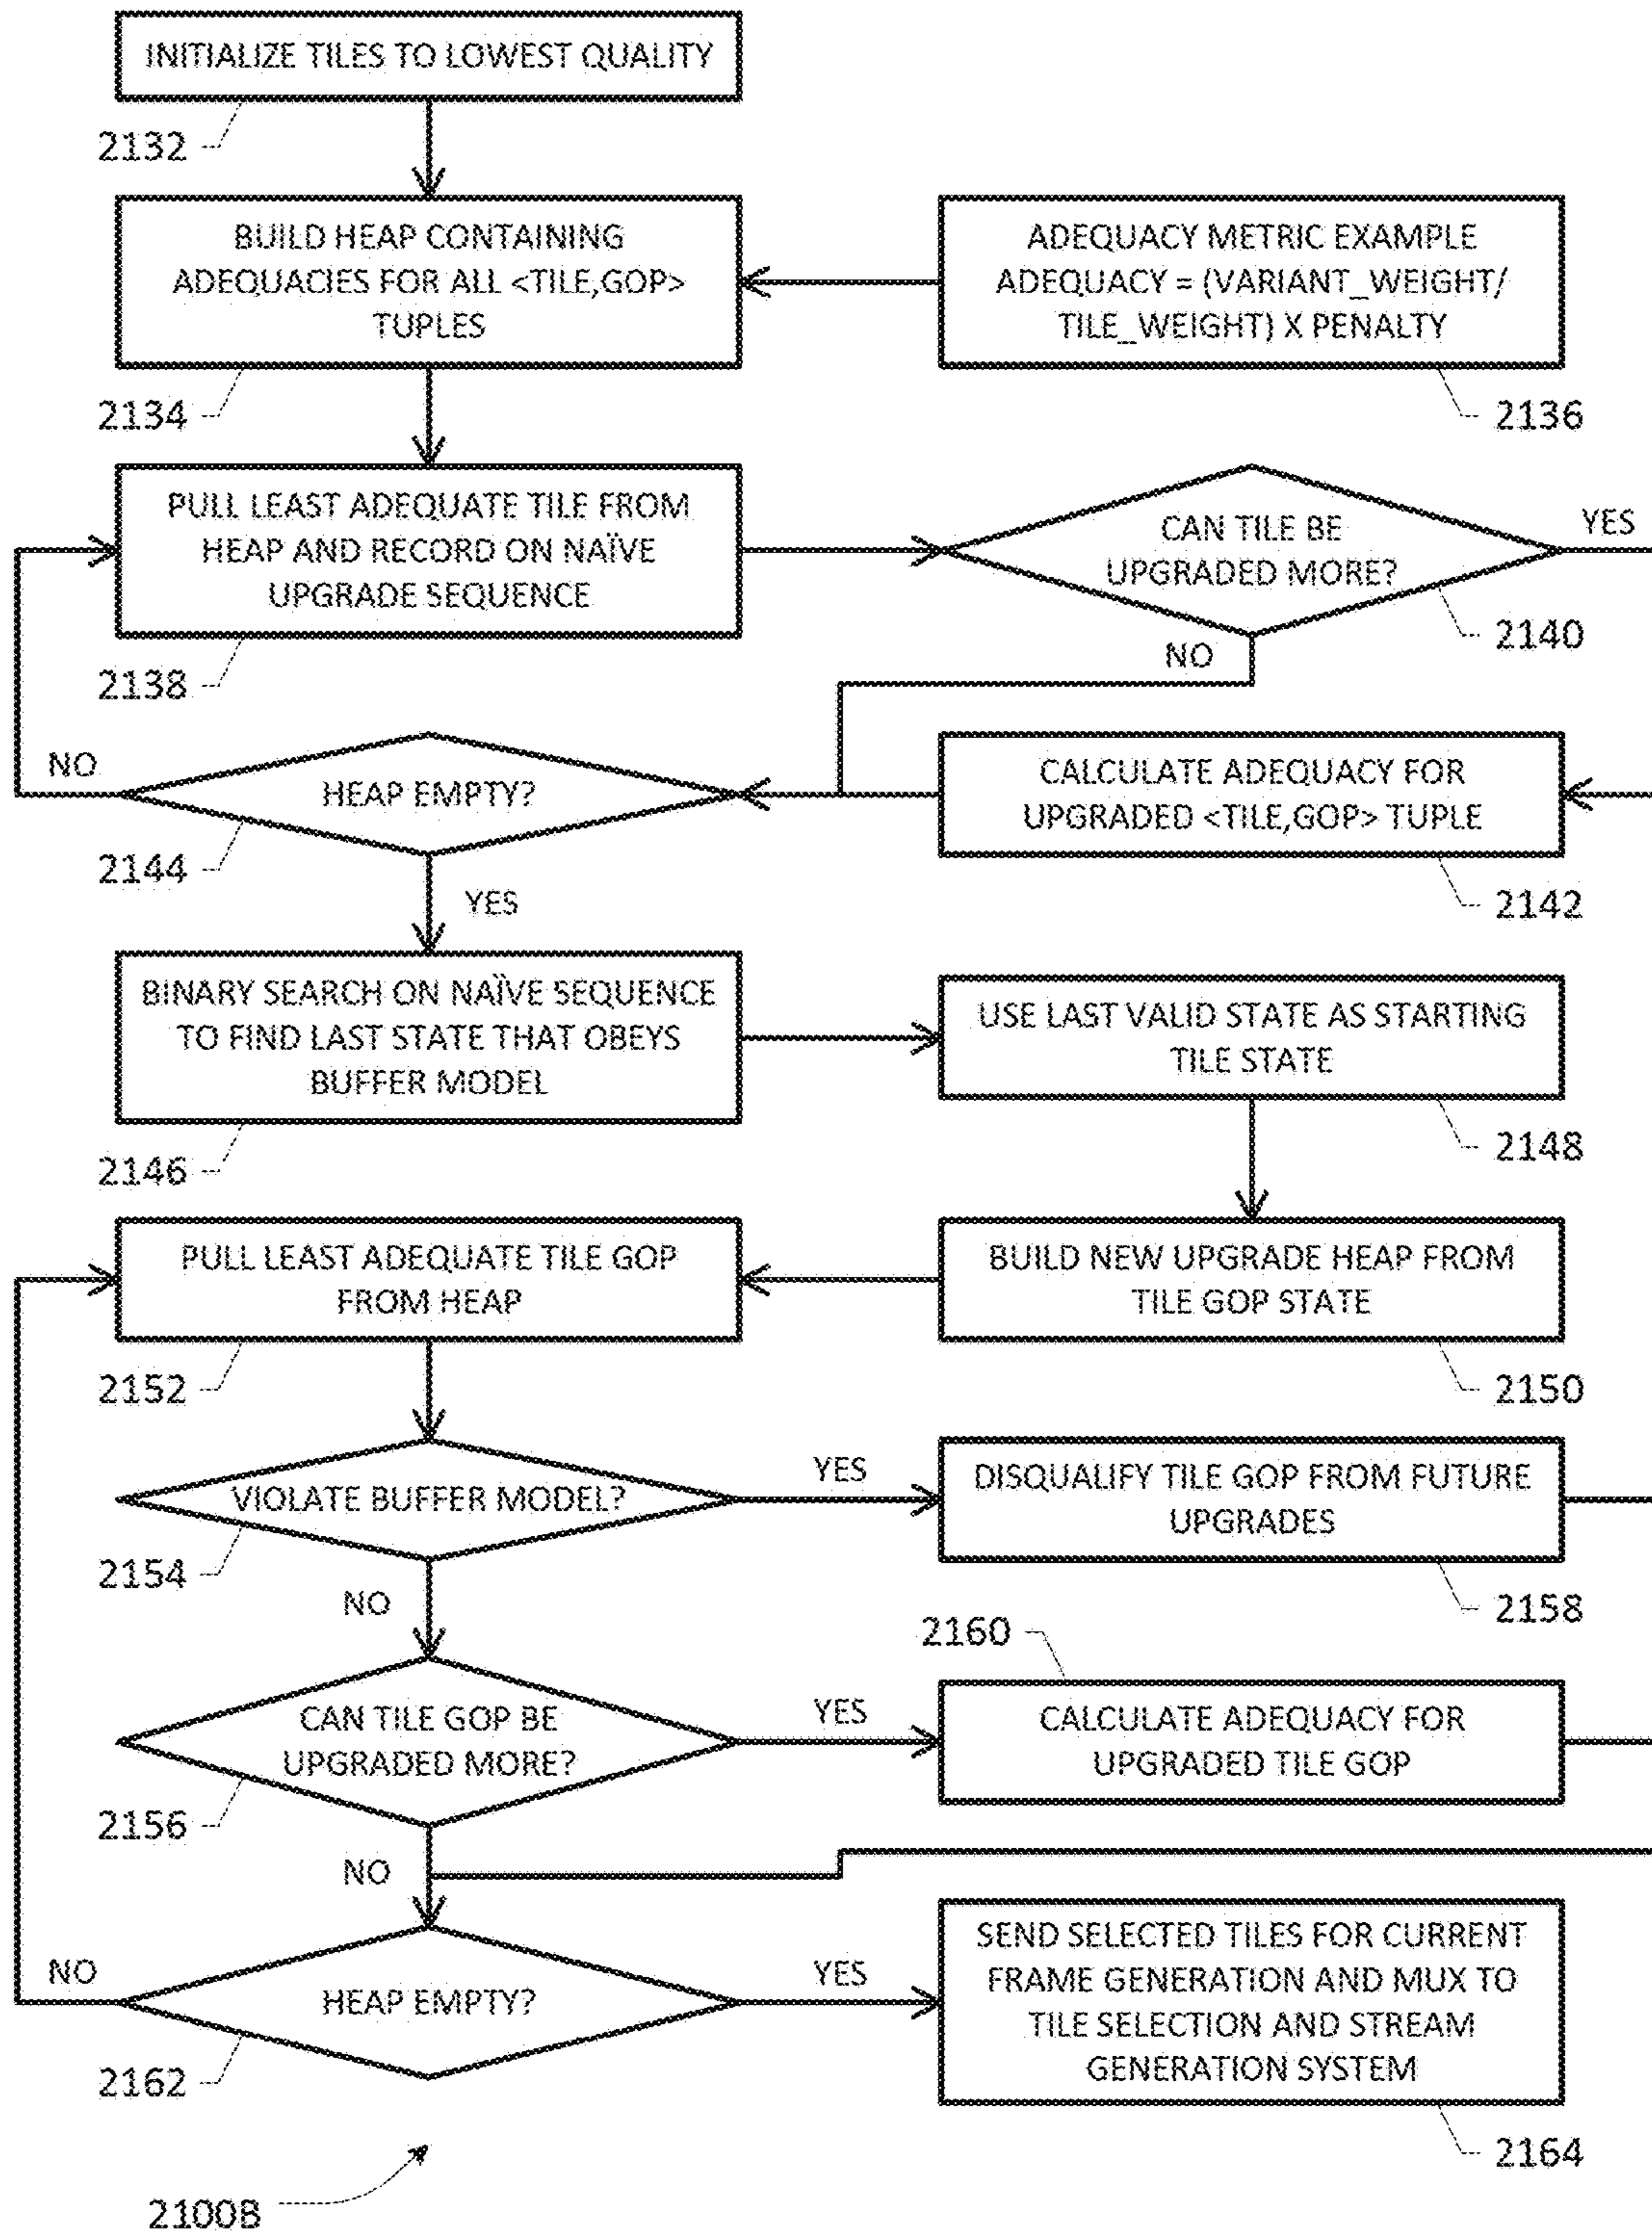 INITIALIZE TILES TO LOWEST QUALITY
2132
BUILD HEAP CONTAINING
ADEQUACIES FOR ALL <TILE,GOP>
TUPLES
2134
ADEQUACY METRIC EXAMPLE
ADEQUACY = (VARIANT_WEIGHT/
TILE_WEIGHT) X PENALTY
2136
PULL LEAST ADEQUATE TILE FROM
HEAP AND RECORD ON NAÏVE
UPGRADE SEQUENCE
2138
CAN TILE BE
UPGRADED MORE?
YES
2140
NO
HEAP EMPTY?
NO
2144
YES
CALCULATE ADEQUACY FOR
UPGRADED <TILE,GOP> TUPLE
2142
BINARY SEARCH ON NAÏVE SEQUENCE
TO FIND LAST STATE THAT OBEYS
BUFFER MODEL
2146
USE LAST VALID STATE AS STARTING
TILE STATE
2148
PULL LEAST ADEQUATE TILE GOP
FROM HEAP
2152
BUILD NEW UPGRADE HEAP FROM
TILE GOP STATE
2150
VIOLATE BUFFER MODEL?
YES
2154
NO
DISQUALIFY TILE GOP FROM FUTURE
UPGRADES
2158
2160
CAN TILE GOP BE
UPGRADED MORE?
YES
2156
NO
CALCULATE ADEQUACY FOR
UPGRADED TILE GOP
HEAP EMPTY?
NO
YES
2162
SEND SELECTED TILES FOR CURRENT
FRAME GENERATION AND MUX TO
TILE SELECTION AND STREAM
GENERATION SYSTEM
2164
2100B